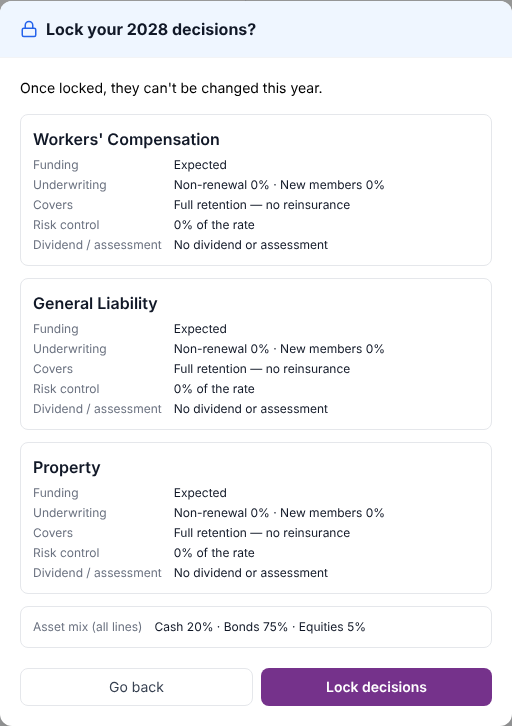 Lock your 2028 decisions?
Once locked, they can't be changed this year.
Workers' Compensation
Funding Expected
Underwriting Non-renewal 0% · New members 0%
Covers Full retention — no reinsurance
Risk control 0% of the rate
Dividend / assessment No dividend or assessment
General Liability
Funding Expected
Underwriting Non-renewal 0% · New members 0%
Covers Full retention — no reinsurance
Risk control 0% of the rate
Dividend / assessment No dividend or assessment
Property
Funding Expected
Underwriting Non-renewal 0% · New members 0%
Covers Full retention — no reinsurance
Risk control 0% of the rate
Dividend / assessment No dividend or assessment
Asset mix (all lines) Cash 20% · Bonds 75% · Equities 5%
Go back Lock decisions